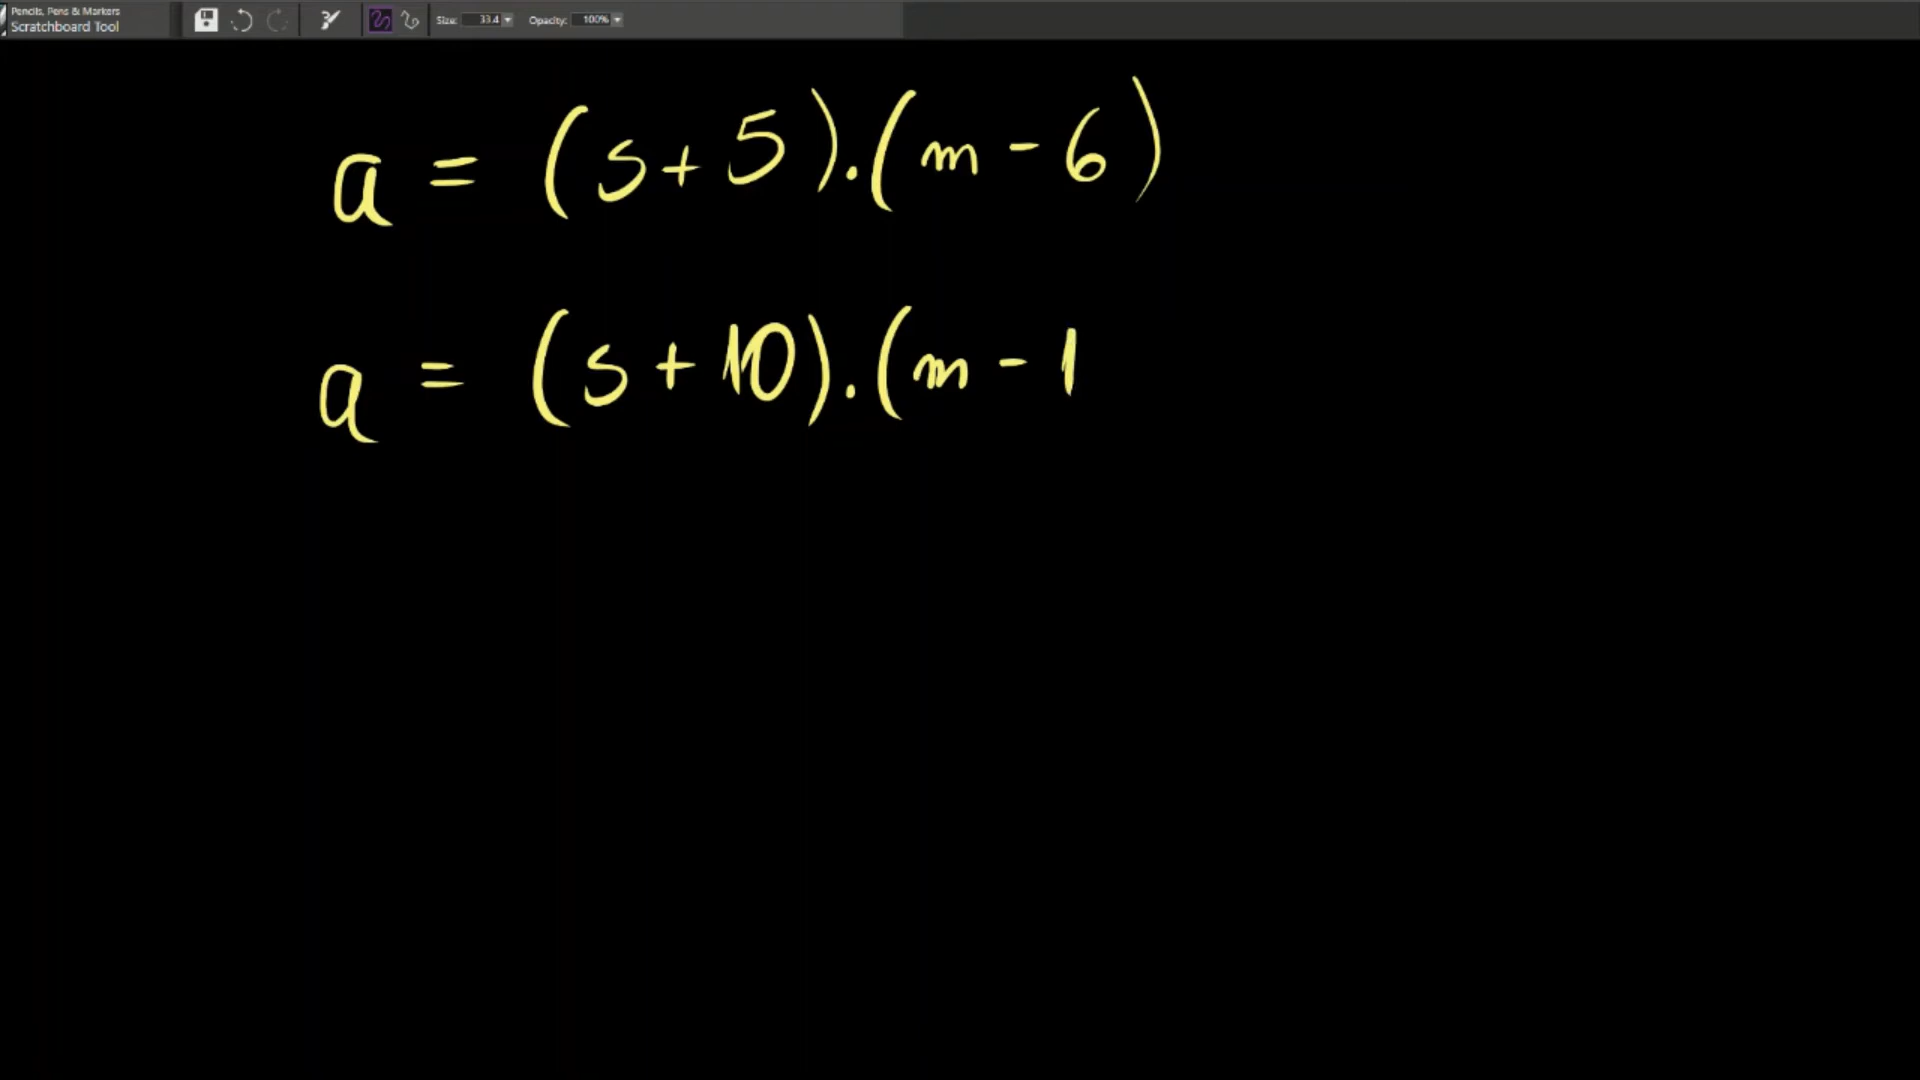 Pencils, Pens & Markers
Scratchboard Tool
Size: 33.4 Opacity: 100%
a = (s+5).(m-6)
a = (s+10).(m-1